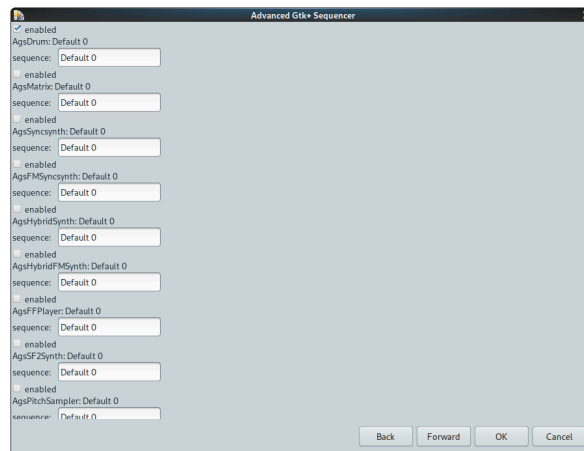 Advanced Gtk+ Sequencer
enabled
AgsDrum: Default 0
sequence: Default 0
enabled
AgsMatrix: Default 0
sequence: Default 0
enabled
AgsSyncsynth: Default 0
sequence: Default 0
enabled
AgsFMSyncsynth: Default 0
sequence: Default 0
enabled
AgsHybridSynth: Default 0
sequence: Default 0
enabled
AgsHybridFMSynth: Default 0
sequence: Default 0
enabled
AgsFFPlayer: Default 0
sequence: Default 0
enabled
AgsSF2Synth: Default 0
sequence: Default 0
enabled
AgsPitchSampler: Default 0
sequence: Default 0
Back Forward OK Cancel